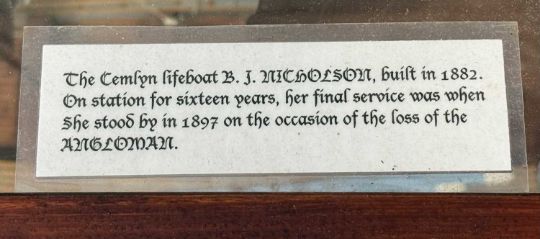 The Cemlyn lifeboat B. J. NICHOLSON, built in 1882.
On station for sixteen years, her final service was when
She stood by in 1897 on the occasion of the loss of the
ANGLOMAN.